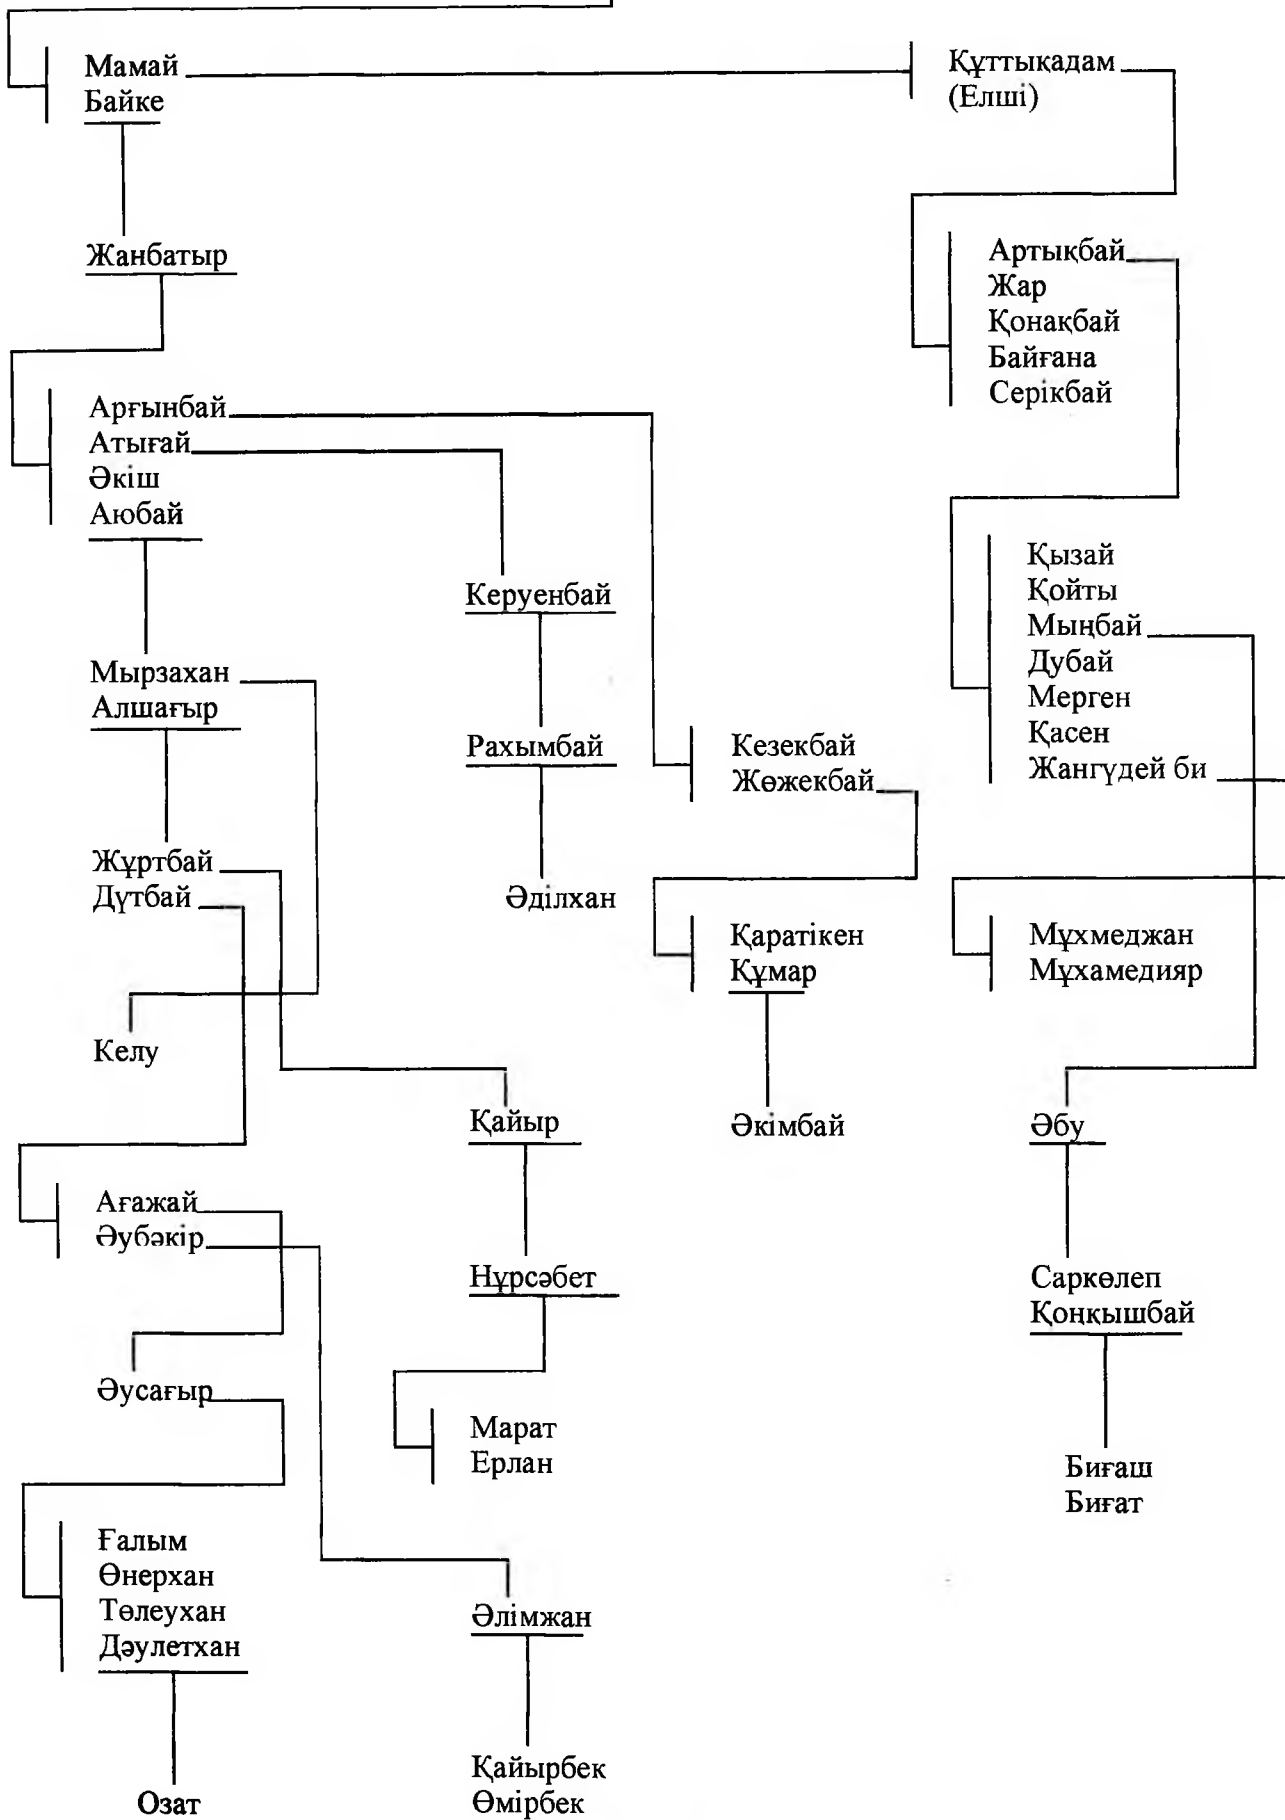 Мамай
Байке
Құттықадам
(Елші)
Жанбатыр
Артықбай
Жар
Қонақбай
Байғана
Серікбай
Арғынбай
Атығай
Әкіш
Аюбай
Керуенбай
Қызай
Қойты
Мыңбай
Дубай
Мерген
Қасен
Жангүдей би
Мырзахан
Алшағыр
Рахымбай
Кезекбай
Жөжекбай
Жұртбай
Дүтбай
Әділхан
Қаратікен
Құмар
Мұхмеджан
Мұхамедияр
Келу
Қайыр
Әкімбай
Әбу
Ағажай
Әубәкір
Нұрсәбет
Саркөлеп
Қоңқышбай
Әусағыр
Марат
Ерлан
Биғаш
Биғат
Ғалым
Өнерхан
Төлеухан
Дәулетхан
Әлімжан
Озат
Қайырбек
Өмірбек